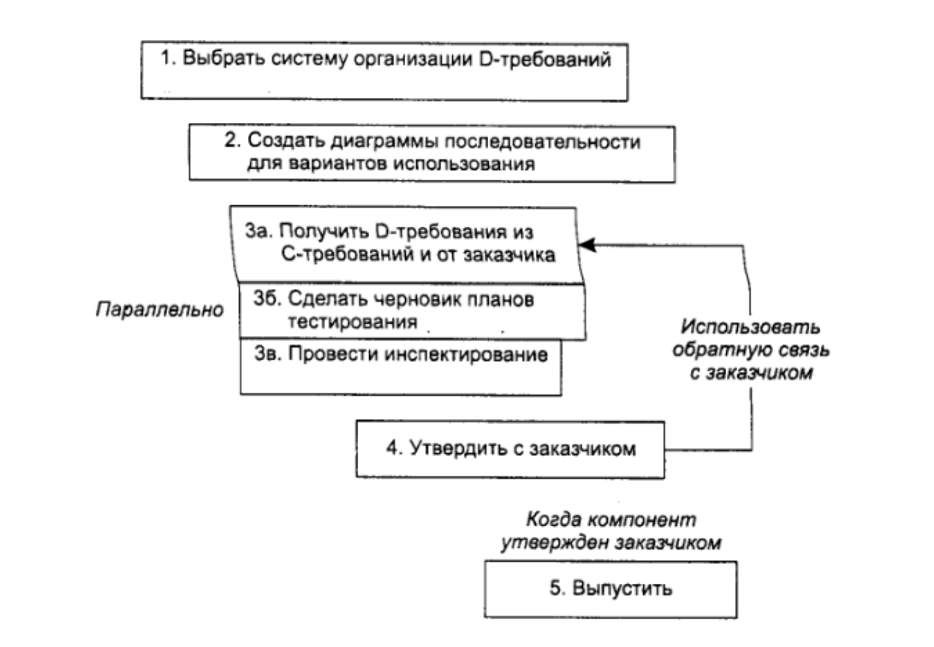 1. Выбрать систему организации D-требований
2. Создать диаграммы последовательности
для вариантов использования
3а. Получить D-требования из
С-требований и от заказчика
Параллельно
3б. Сделать черновик планов
тестирования
3в. Провести инспектирование
Использовать
обратную связь
с заказчиком
4. Утвердить с заказчиком
Когда компонент
утвержден заказчиком
5. Выпустить